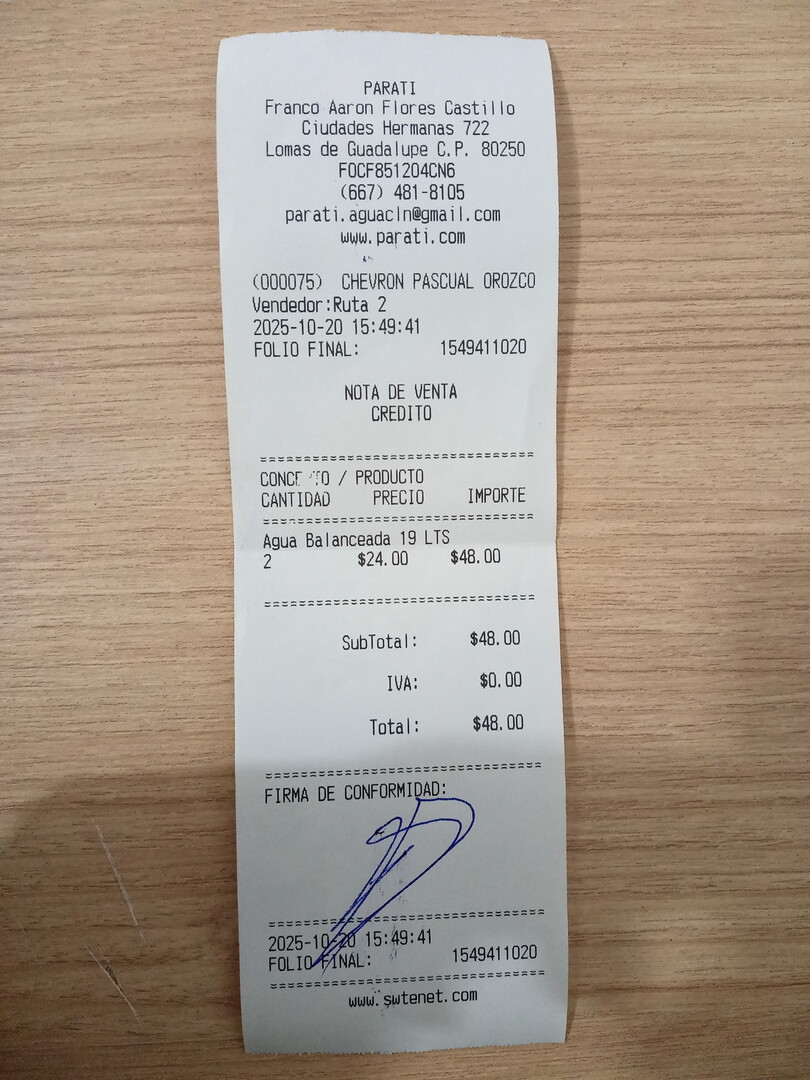 PARATI
Franco Aaron Flores Castillo
Ciudades Hermanas 722
Lomas de Guadalupe C.P. 80250
FOCF851204CN6
(667) 481-8105
parati.aguacln@gmail.com
www.parati.com
(000075) CHEVRON PASCUAL OROZCO
Vendedor:Ruta 2
2025-10-20 15:49:41
FOLIO FINAL: 1549411020
NOTA DE VENTA
CREDITO
CONCEPTO / PRODUCTO
CANTIDAD PRECIO IMPORTE
Agua Balanceada 19 LTS
2 $24.00 $48.00
SubTotal: $48.00
IVA: $0.00
Total: $48.00
FIRMA DE CONFORMIDAD:
2025-10-20 15:49:41
FOLIO FINAL: 1549411020
www.swtenet.com